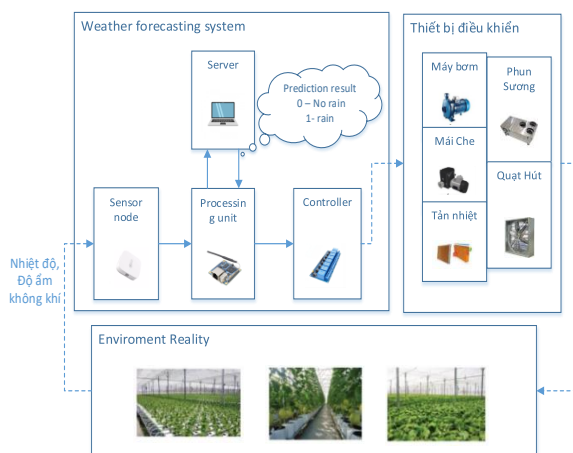 Weather forecasting system
Server
Prediction result
0 – No rain
1- rain
Sensor
node
Processin
g unit
Controller
Nhiệt độ,
Độ ẩm
không khí
Thiết bị điều khiển
Máy bơm
Phun
Sương
Mái Che
Quạt Hút
Tản nhiệt
Enviroment Reality